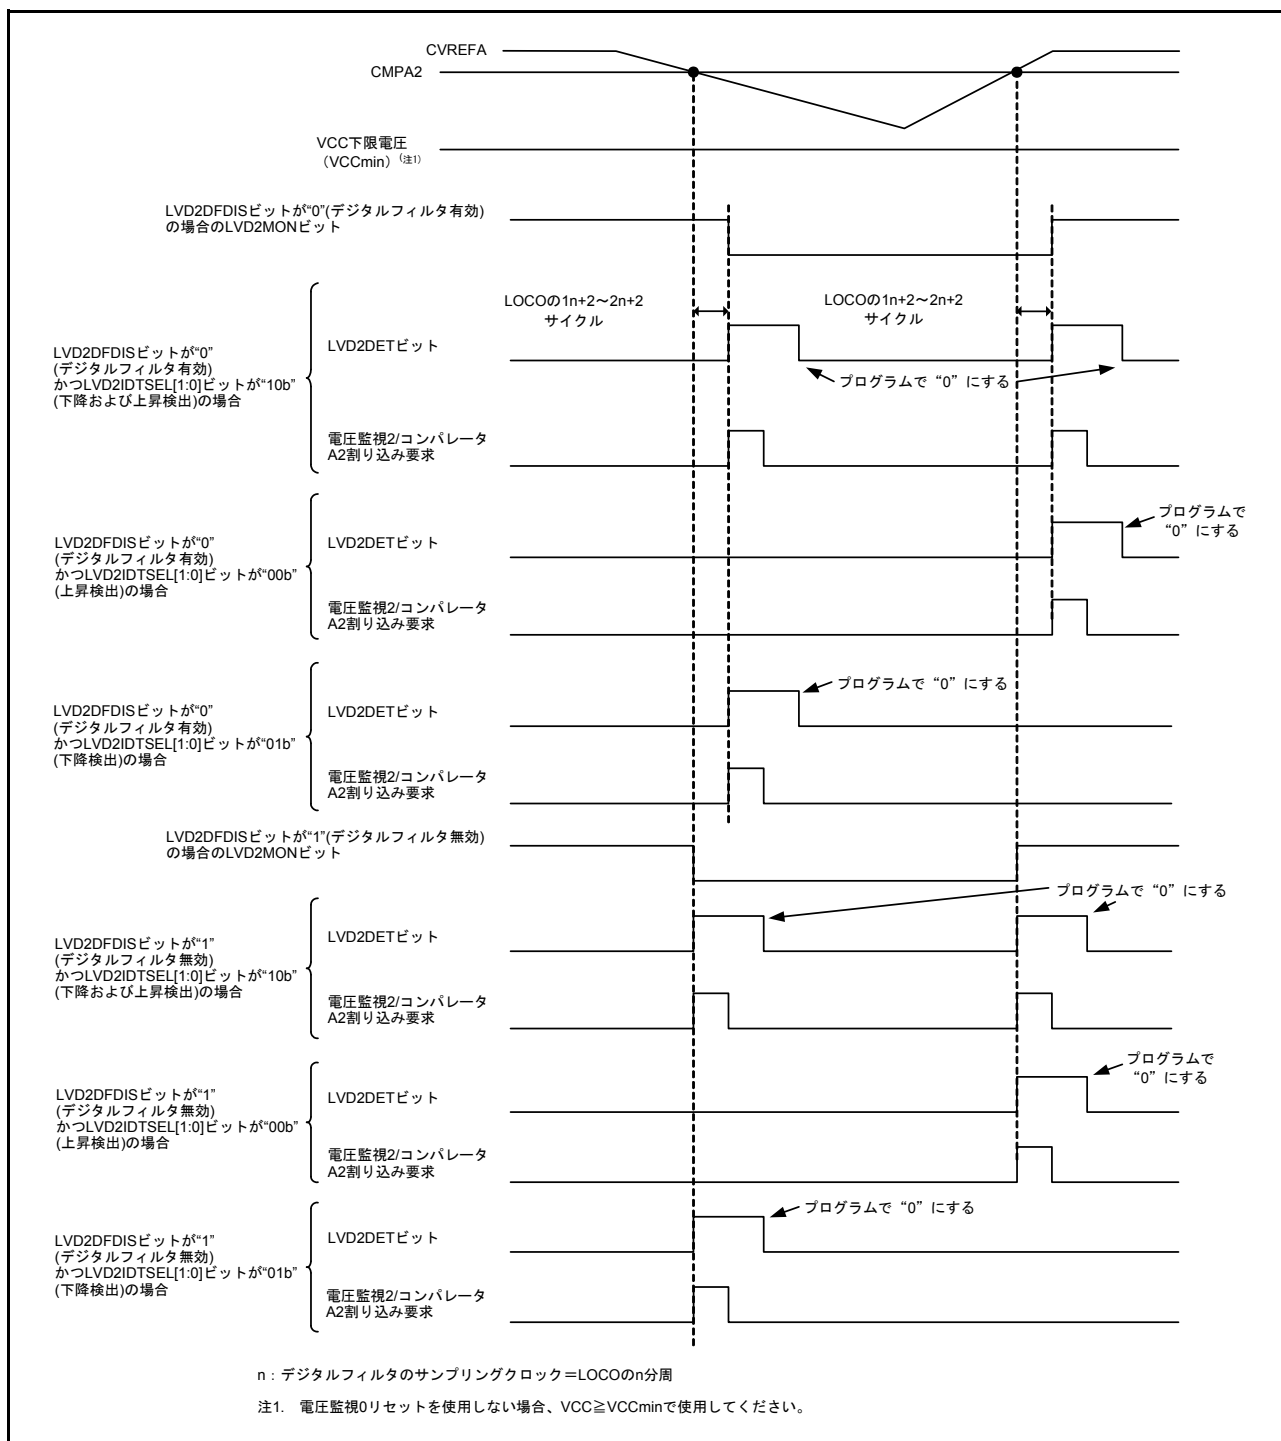 CVREFA
CMPA2
VCC下限電圧
（VCCmin）(注1)
LVD2DFDISビットが“0”(デジタルフィルタ有効)
の場合のLVD2MONビット
LOCOの1n+2～2n+2
サイクル
LOCOの1n+2～2n+2
サイクル
LVD2DFDISビットが“0”
(デジタルフィルタ有効)
かつLVD2IDTSEL[1:0]ビットが“10b”
(下降および上昇検出)の場合
LVD2DETビット
プログラムで“0”にする
電圧監視2/コンパレータ
A2割り込み要求
LVD2DFDISビットが“0”
(デジタルフィルタ有効)
かつLVD2IDTSEL[1:0]ビットが“00b”
(上昇検出)の場合
LVD2DETビット
プログラムで
“0”にする
電圧監視2/コンパレータ
A2割り込み要求
LVD2DFDISビットが“0”
(デジタルフィルタ有効)
かつLVD2IDTSEL[1:0]ビットが“01b”
(下降検出)の場合
LVD2DETビット
プログラムで“0”にする
電圧監視2/コンパレータ
A2割り込み要求
LVD2DFDISビットが“1”(デジタルフィルタ無効)
の場合のLVD2MONビット
LVD2DFDISビットが“1”
(デジタルフィルタ無効)
かつLVD2IDTSEL[1:0]ビットが“10b”
(下降および上昇検出)の場合
LVD2DETビット
プログラムで“0”にする
電圧監視2/コンパレータ
A2割り込み要求
LVD2DFDISビットが“1”
(デジタルフィルタ無効)
かつLVD2IDTSEL[1:0]ビットが“00b”
(上昇検出)の場合
LVD2DETビット
プログラムで
“0”にする
電圧監視2/コンパレータ
A2割り込み要求
LVD2DFDISビットが“1”
(デジタルフィルタ無効)
かつLVD2IDTSEL[1:0]ビットが“01b”
(下降検出)の場合
LVD2DETビット
プログラムで“0”にする
電圧監視2/コンパレータ
A2割り込み要求
n：デジタルフィルタのサンプリングクロック＝LOCOのn分周
注1. 電圧監視0リセットを使用しない場合、VCC≧VCCminで使用してください。